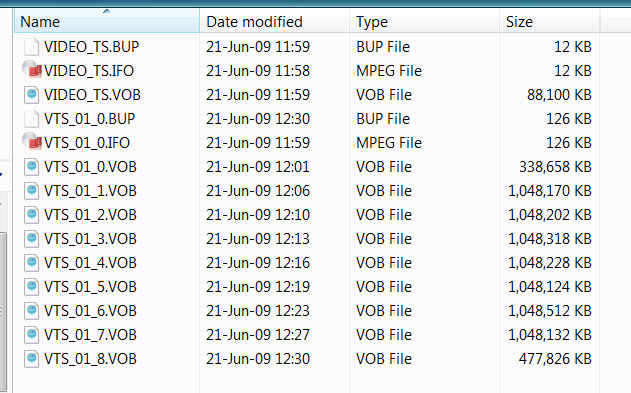 Name Date modified Type Size
VIDEO_TS.BUP 21-Jun-09 11:59 BUP File 12 KB
VIDEO_TS.IFO 21-Jun-09 11:58 MPEG File 12 KB
VIDEO_TS.VOB 21-Jun-09 11:59 VOB File 88,100 KB
VTS_01_0.BUP 21-Jun-09 12:30 BUP File 126 KB
VTS_01_0.IFO 21-Jun-09 11:59 MPEG File 126 KB
VTS_01_0.VOB 21-Jun-09 12:01 VOB File 338,658 KB
VTS_01_1.VOB 21-Jun-09 12:06 VOB File 1,048,170 KB
VTS_01_2.VOB 21-Jun-09 12:10 VOB File 1,048,202 KB
VTS_01_3.VOB 21-Jun-09 12:13 VOB File 1,048,318 KB
VTS_01_4.VOB 21-Jun-09 12:16 VOB File 1,048,228 KB
VTS_01_5.VOB 21-Jun-09 12:19 VOB File 1,048,124 KB
VTS_01_6.VOB 21-Jun-09 12:23 VOB File 1,048,512 KB
VTS_01_7.VOB 21-Jun-09 12:27 VOB File 1,048,132 KB
VTS_01_8.VOB 21-Jun-09 12:30 VOB File 477,826 KB